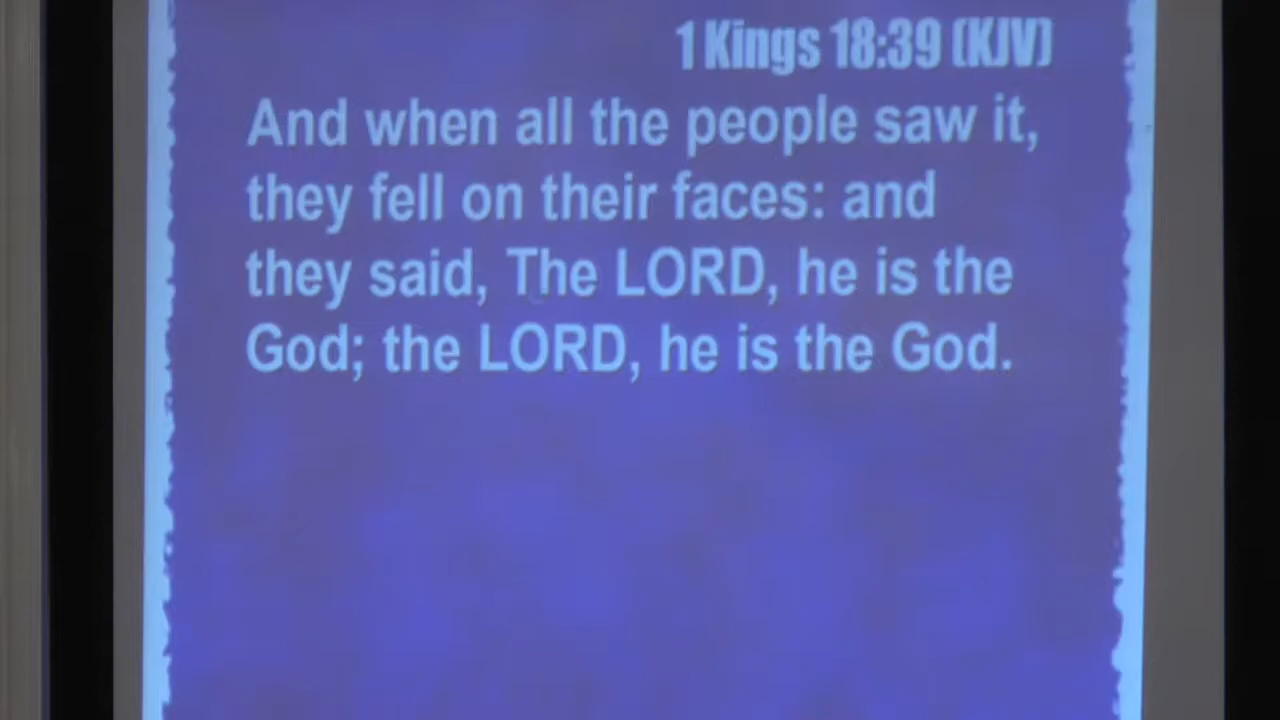 1 Kings 18:39 (KJV)
And when all the people saw it,
they fell on their faces: and
they said, The LORD, he is the
God; the LORD, he is the God.